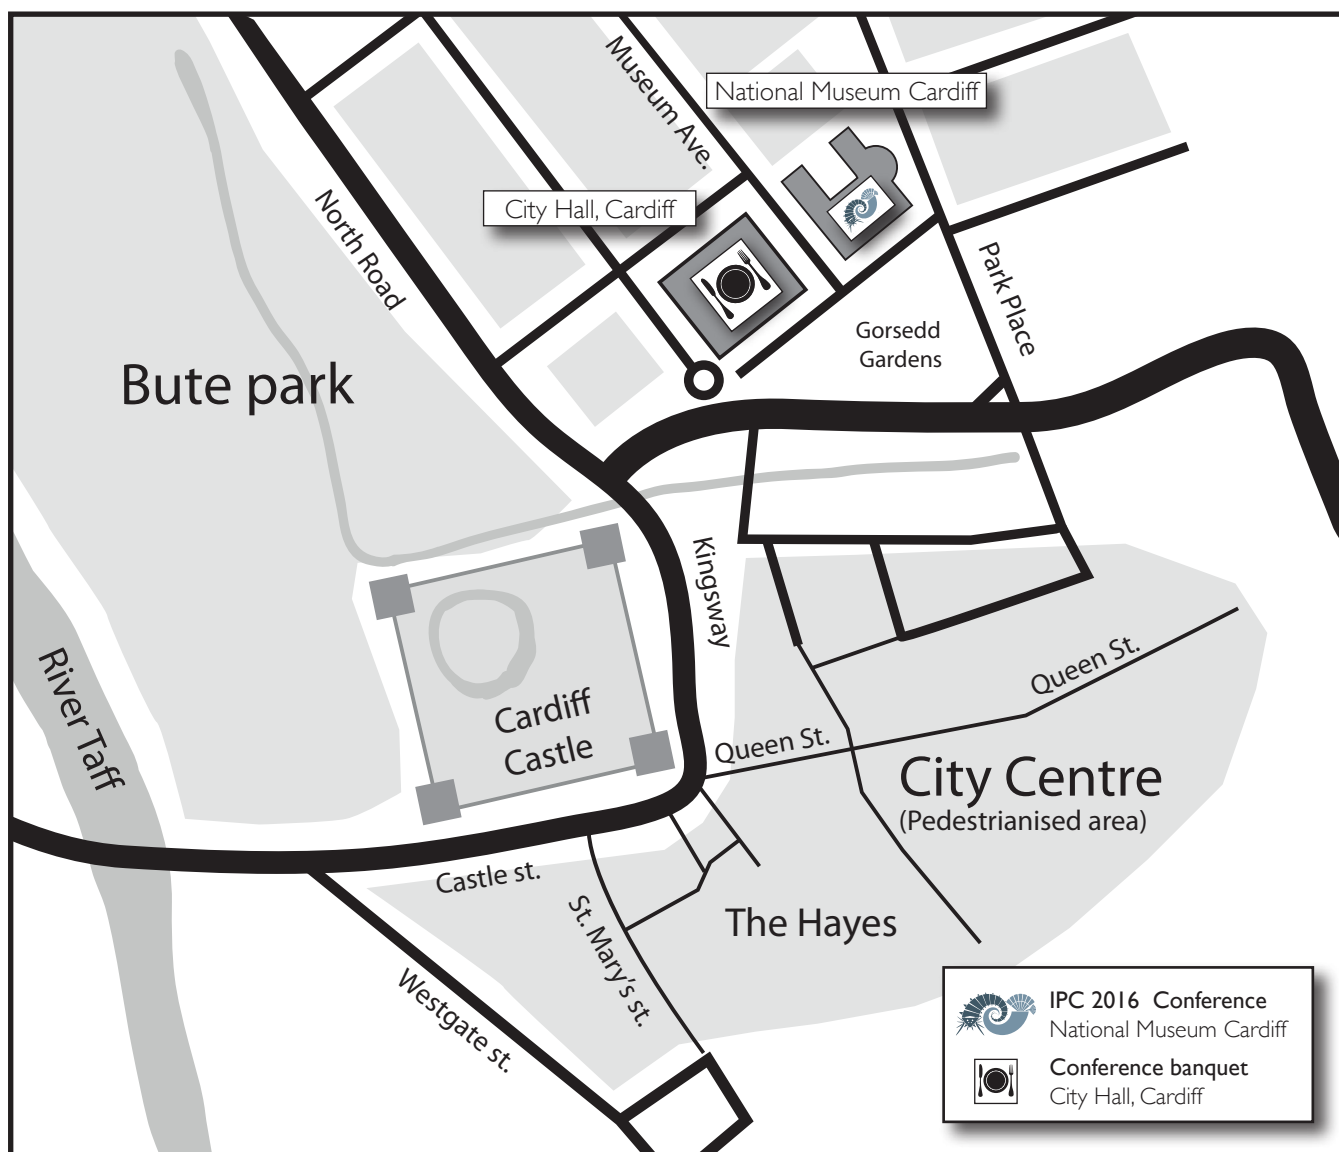 Museum Ave.
National Museum Cardiff
City Hall, Cardiff
North Road
Park Place
Gorsedd
Gardens
Bute park
Kingsway
River Taff
Cardiff
Castle
Queen St.
Queen St.
City Centre
(Pedestrianised area)
Castle st.
St. Mary's st.
The Hayes
Westgate st.
IPC 2016 Conference
National Museum Cardiff
Conference banquet
City Hall, Cardiff